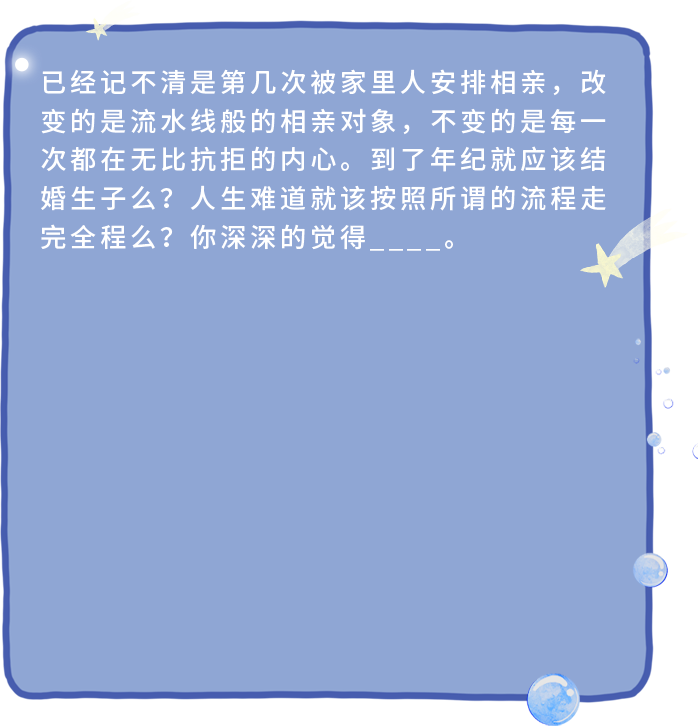 已经记不清是第几次被家里人安排相亲，改
变的是流水线般的相亲对象，不变的是每一
次都在无比抗拒的内心。到了年纪就应该结
婚生子么？人生难道就该按照所谓的流程走
完全程么？你深深的觉得____。